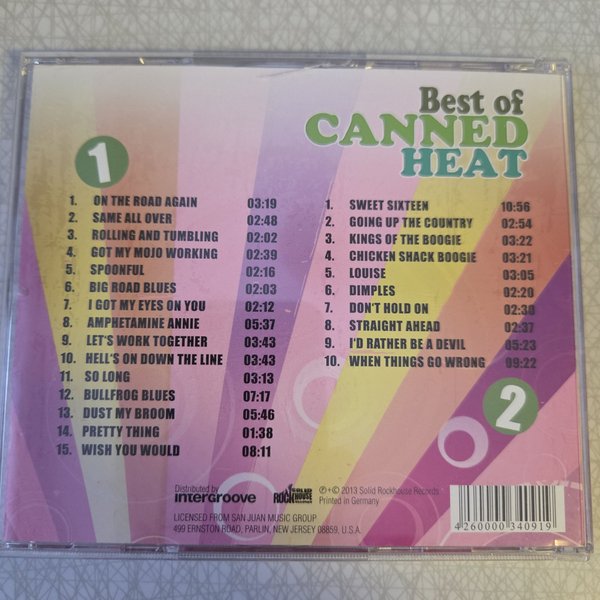 Best of
CANNED
HEAT
1
1. ON THE ROAD AGAIN 03:19
2. SAME ALL OVER 02:48
3. ROLLING AND TUMBLING 02:02
4. GOT MY MOJO WORKING 02:39
5. SPOONFUL 02:16
6. BIG ROAD BLUES 02:03
7. I GOT MY EYES ON YOU 02:12
8. AMPHETAMINE ANNIE 05:37
9. LET'S WORK TOGETHER 03:43
10. HELL'S ON DOWN THE LINE 03:43
11. SO LONG 03:13
12. BULLFROG BLUES 07:17
13. DUST MY BROOM 05:46
14. PRETTY THING 01:38
15. WISH YOU WOULD 08:11
1. SWEET SIXTEEN 10:56
2. GOING UP THE COUNTRY 02:54
3. KINGS OF THE BOOGIE 03:22
4. CHICKEN SHACK BOOGIE 03:21
5. LOUISE 03:05
6. DIMPLES 02:20
7. DON'T HOLD ON 02:30
8. STRAIGHT AHEAD 02:37
9. I'D RATHER BE A DEVIL 05:23
10. WHEN THINGS GO WRONG 09:22
2
Distributed by
intergroove
SOLID
ROCKHOUSE
℗+© 2013 Solid Rockhouse Records
Printed in Germany
LICENSED FROM SAN JUAN MUSIC GROUP
499 ERNSTON ROAD, PARLIN, NEW JERSEY 08859, U.S.A.
4 260000 340919